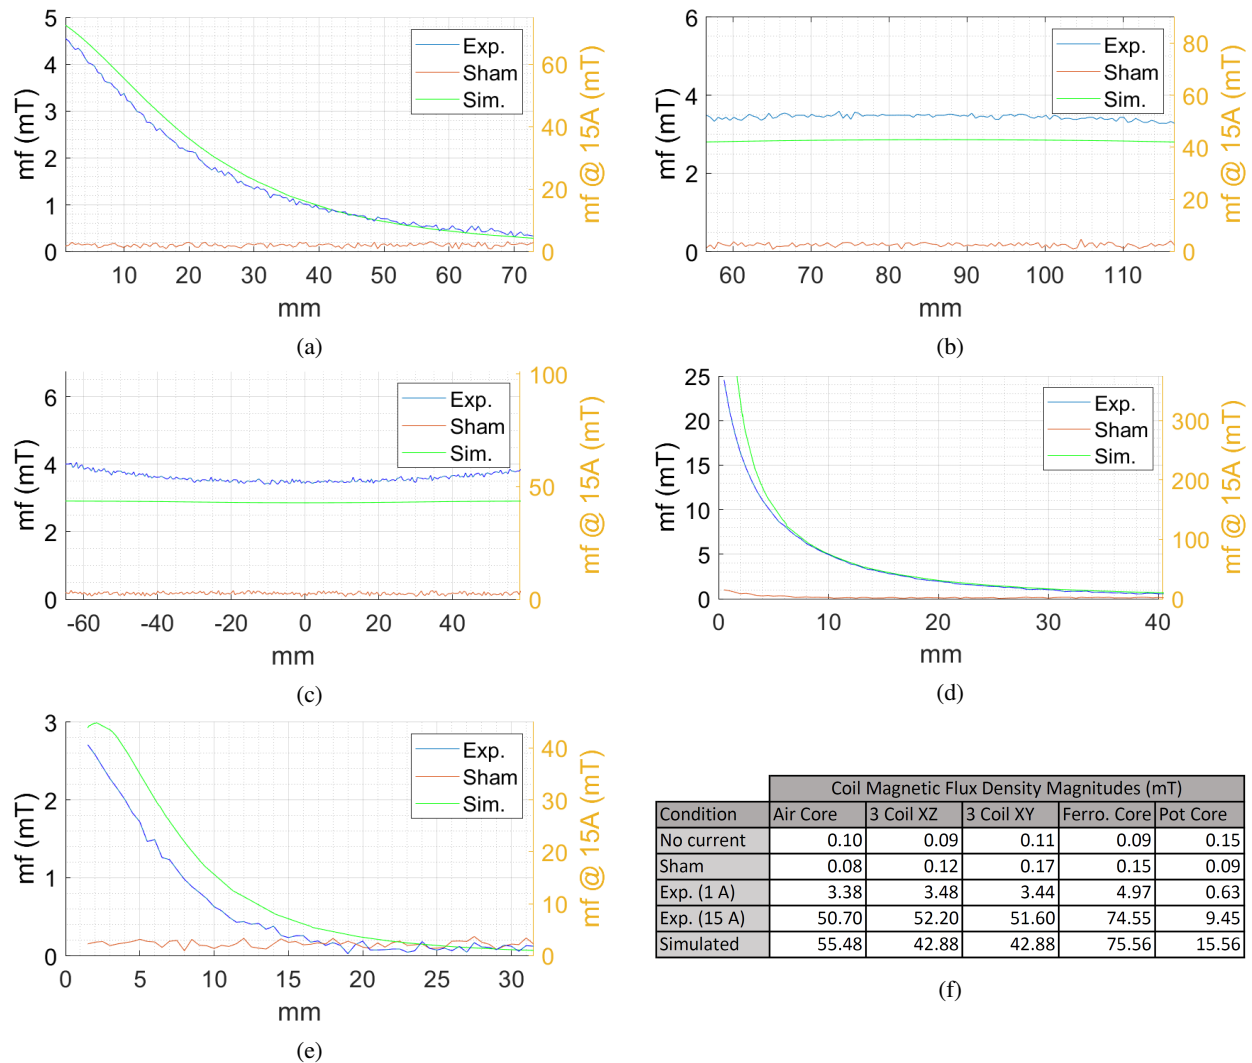 5
4
3
2
1
0
mf (mT)
Exp.
Sham
Sim.
60
40
20
0
mf @ 15A (mT)
10 20 30 40 50 60 70
mm
(a)
6
4
2
0
mf (mT)
Exp.
Sham
Sim.
80
60
40
20
0
mf @ 15A (mT)
60 70 80 90 100 110
mm
(b)
6
4
2
0
mf (mT)
Exp.
Sham
Sim.
100
50
0
mf @ 15A (mT)
-60 -40 -20 0 20 40
mm
(c)
25
20
15
10
5
0
mf (mT)
Exp.
Sham
Sim.
300
200
100
0
mf @ 15A (mT)
0 10 20 30 40
mm
(d)
3
2
1
0
mf (mT)
Exp.
Sham
Sim.
40
30
20
10
0
mf @ 15A (mT)
0 5 10 15 20 25 30
mm
(e)
Coil Magnetic Flux Density Magnitudes (mT)
Condition Air Core 3 Coil XZ 3 Coil XY Ferro. Core Pot Core
No current 0.10 0.09 0.11 0.09 0.15
Sham 0.08 0.12 0.17 0.15 0.09
Exp. (1 A) 3.38 3.48 3.44 4.97 0.63
Exp. (15 A) 50.70 52.20 51.60 74.55 9.45
Simulated 55.48 42.88 42.88 75.56 15.56
(f)